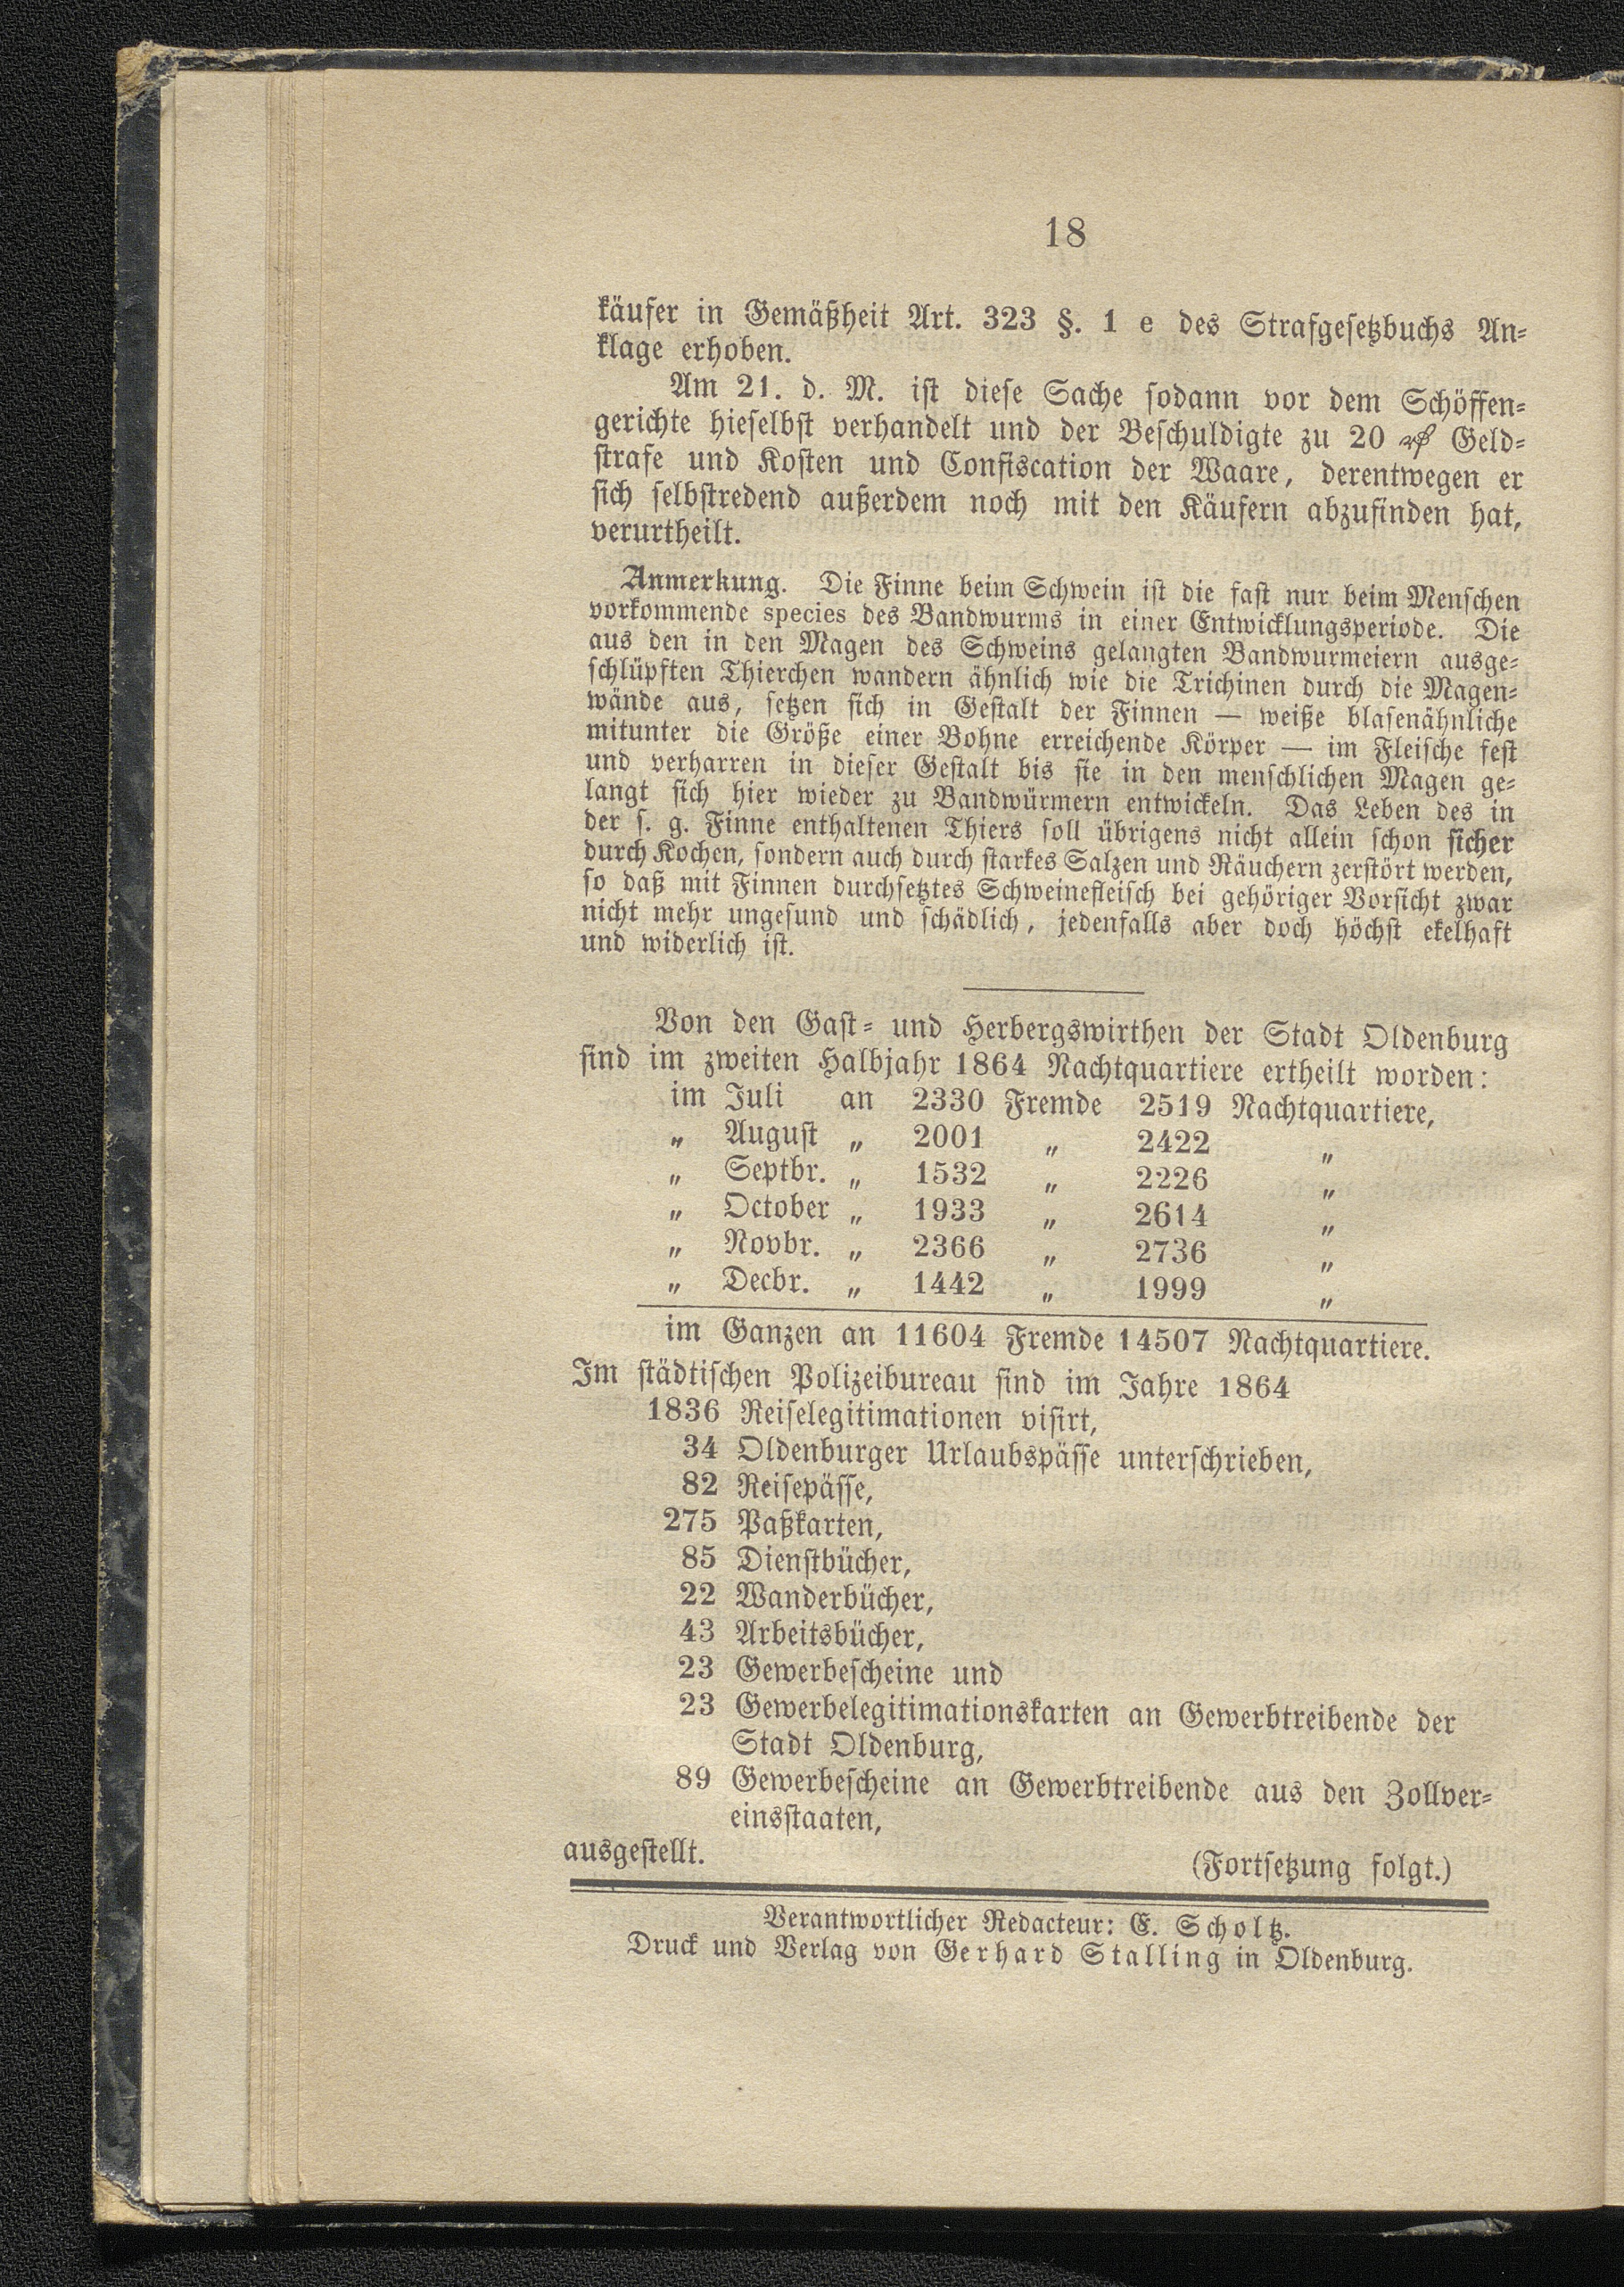 18
käufer in Gemäßheit Art. 323 §. 1 e des Strafgesetzbuchs An-
klage erhoben.
Am 21. d. M. ist diese Sache sodann vor dem Schöffen-
gerichte hieselbst verhandelt und der Beschuldigte zu 20 Geld-
strafe und Kosten und Confiscation der Waare, derentwegen er
sich selbstredend außerdem noch mit den Käufern abzufinden hat,
verurtheilt.
Anmerkung. Die Finne beim Schwein ist die fast nur beim Menschen
vorkommende species des Bandwurms in einer Entwicklungsperiode. Die
aus den in den Magen des Schweins gelangten Bandwurmeiern ausge-
schlüpften Thierchen wandern ähnlich wie die Trichinen durch die Magen-
wände aus, setzen sich in Gestalt der Finnen — weiße blasenähnliche
mitunter die Größe einer Bohne erreichende Körper — im Fleische fest
und verharren in dieser Gestalt bis sie in den menschlichen Magen ge-
langt sich hier wieder zu Bandwürmern entwickeln. Das Leben des in
der s. g. Finne enthaltenen Thiers soll übrigens nicht allein schon sicher
durch Kochen, sondern auch durch starkes Salzen und Räuchern zerstört werden,
so daß mit Finnen durchsetztes Schweinefleisch bei gehöriger Vorsicht zwar
nicht mehr ungesund und schädlich, jedenfalls aber doch höchst ekelhaft
und widerlich ist.
Von den Gast- und Herbergswirthen der Stadt Oldenburg
sind im zweiten Halbjahr 1864 Nachtquartiere ertheilt worden:
im Juli an 2330 Fremde 2519 Nachtquartiere,
„ August „ 2001 „ 2422 „
„ Septbr. „ 1532 „ 2226 „
„ October „ 1933 „ 2614 „
„ Novbr. „ 2366 „ 2736 „
„ Decbr. „ 1442 „ 1999 „
im Ganzen an 11604 Fremde 14507 Nachtquartiere.
Im städtischen Polizeibureau sind im Jahre 1864
1836 Reiselegitimationen visirt,
34 Oldenburger Urlaubspässe unterschrieben,
82 Reisepässe,
275 Paßkarten,
85 Dienstbücher,
22 Wanderbücher,
43 Arbeitsbücher,
23 Gewerbescheine und
23 Gewerbelegitimationskarten an Gewerbtreibende der
Stadt Oldenburg,
89 Gewerbescheine an Gewerbtreibende aus den Zollver-
einsstaaten,
ausgestellt.
(Fortsetzung folgt.)
Verantwortlicher Redacteur: E. Scholtz.
Druck und Verlag von Gerhard Stalling in Oldenburg.